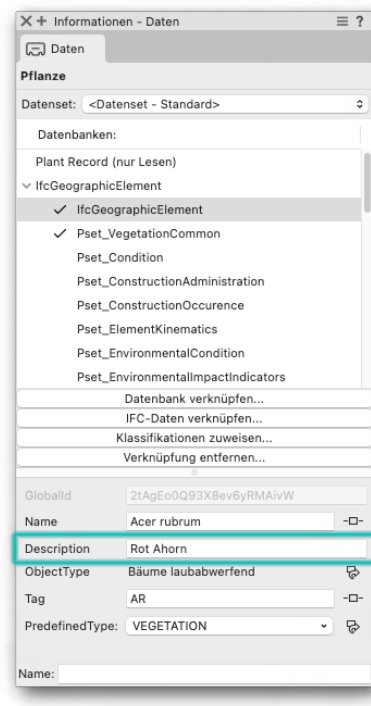 Informationen - Daten
?
Daten
Pflanze
Datenset: <Datenset - Standard>
Datenbanken:
Plant Record (nur Lesen)
IfcGeographicElement
IfcGeographicElement
Pset_VegetationCommon
Pset_Condition
Pset_ConstructionAdministration
Pset_ConstructionOccurence
Pset_ElementKinematics
Pset_EnvironmentalCondition
Pset_EnvironmentalImpactIndicators
Datenbank verknüpfen...
IFC-Daten verknüpfen...
Klassifikationen zuweisen...
Verknüpfung entfernen...
GlobalId 2tAgEo0Q93X8ev6yRMAivW
Name Acer rubrum
Description Rot Ahorn
ObjectType Bäume laubabwerfend
Tag AR
PredefinedType: VEGETATION
Name: